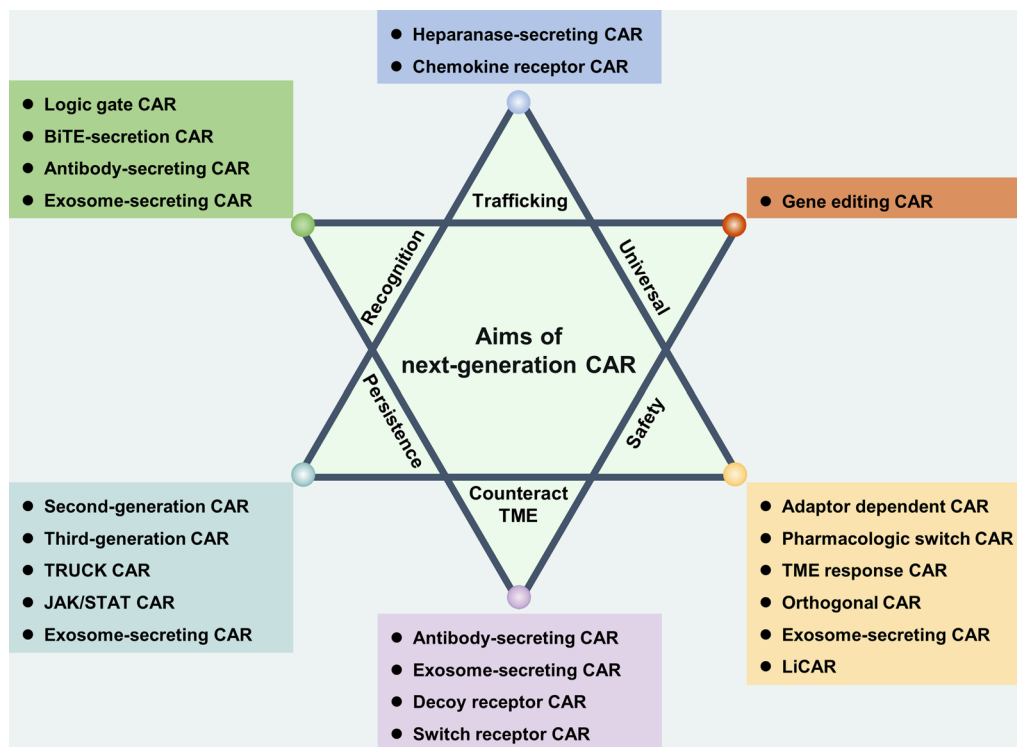 ● Heparanase-secreting CAR
● Chemokine receptor CAR
● Logic gate CAR
● BiTE-secretion CAR
● Antibody-secreting CAR
● Exosome-secreting CAR
● Gene editing CAR
Trafficking
Recognition
Universal
Aims of
next-generation CAR
Persistence
Safety
Counteract
TME
● Second-generation CAR
● Third-generation CAR
● TRUCK CAR
● JAK/STAT CAR
● Exosome-secreting CAR
● Adaptor dependent CAR
● Pharmacologic switch CAR
● TME response CAR
● Orthogonal CAR
● Exosome-secreting CAR
● LiCAR
● Antibody-secreting CAR
● Exosome-secreting CAR
● Decoy receptor CAR
● Switch receptor CAR